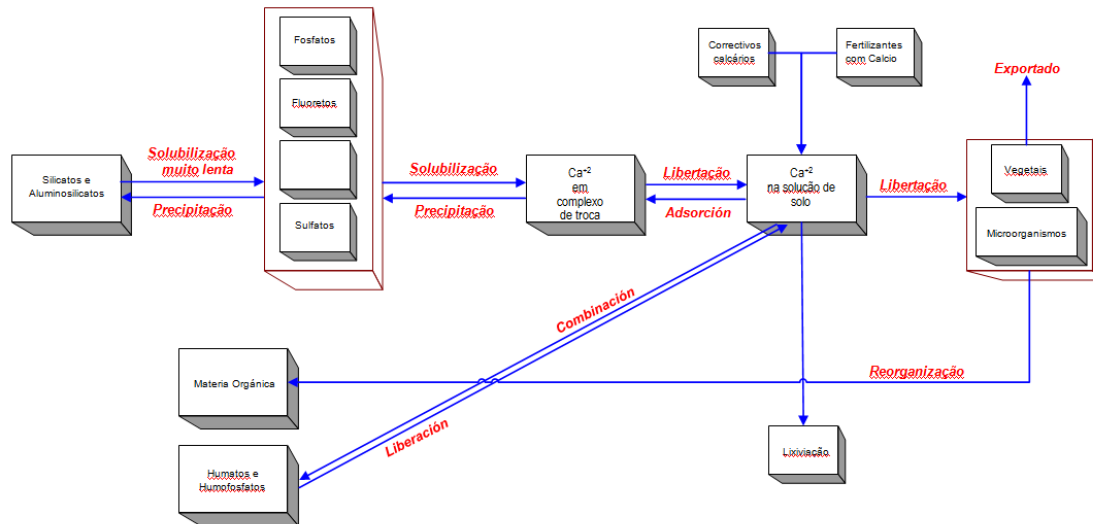 Fosfatos
Fluoretos
Sulfatos
Silicatos e
Aluminosilicatos
Solubilização
muito lenta
Precipitação
Solubilização
Precipitação
Ca+2
em
complexo
de troca
Libertação
Adsorción
Correctivos
calcários
Fertilizantes
com Calcio
Ca+2
na solução de
solo
Libertação
Exportado
Vegetais
Microorganismos
Combinación
Liberación
Reorganização
Materia Orgánica
Humatos e
Humofosfatos
Lixiviação